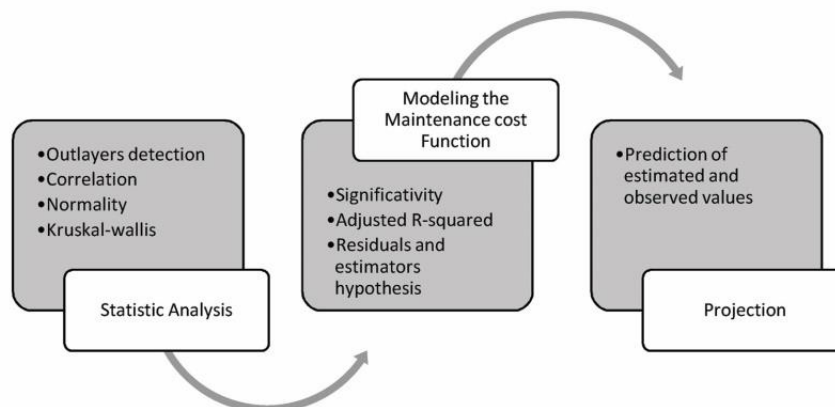 •Outlayers detection
•Correlation
•Normality
•Kruskal-wallis
Statistic Analysis
Modeling the
Maintenance cost
Function
•Significativity
•Adjusted R-squared
•Residuals and
estimators
hypothesis
•Prediction of
estimated and
observed values
Projection